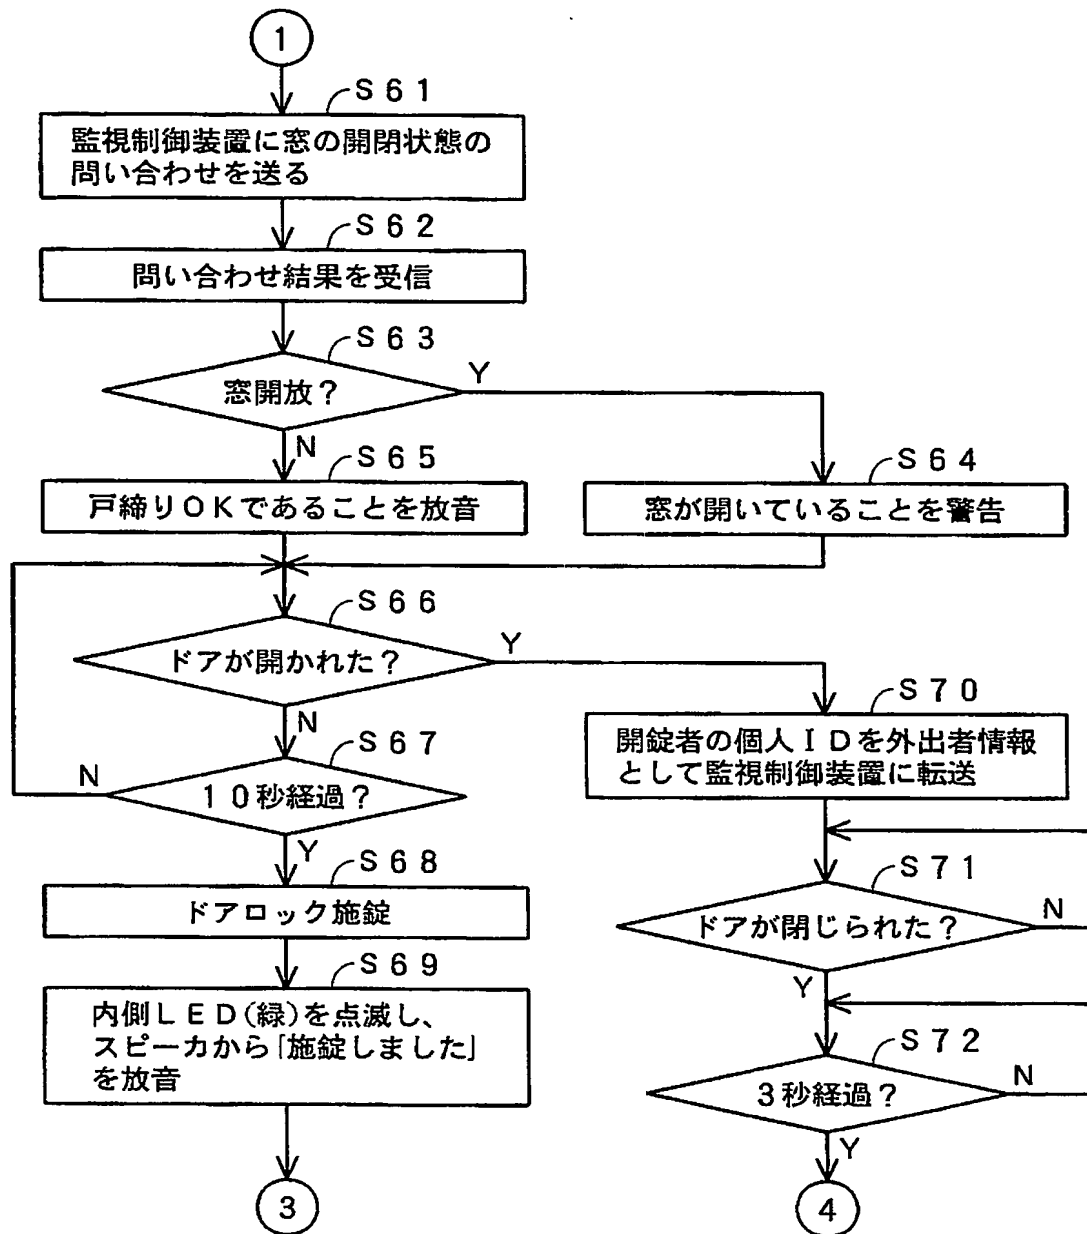 1
S61
監視制御装置に窓の開閉状態の
問い合わせを送る
S62
問い合わせ結果を受信
S63
窓開放?
Y
N
S65
戸締りOKであることを放音
S64
窓が開いていることを警告
S66
ドアが開かれた?
Y
N
S67
10秒経過?
N
Y
S68
ドアロック施錠
S69
内側LED(緑)を点滅し、
スピーカから「施錠しました」
を放音
3
S70
開錠者の個人IDを外出者情報
として監視制御装置に転送
S71
ドアが閉じられた?
N
Y
S72
3秒経過?
N
Y
4